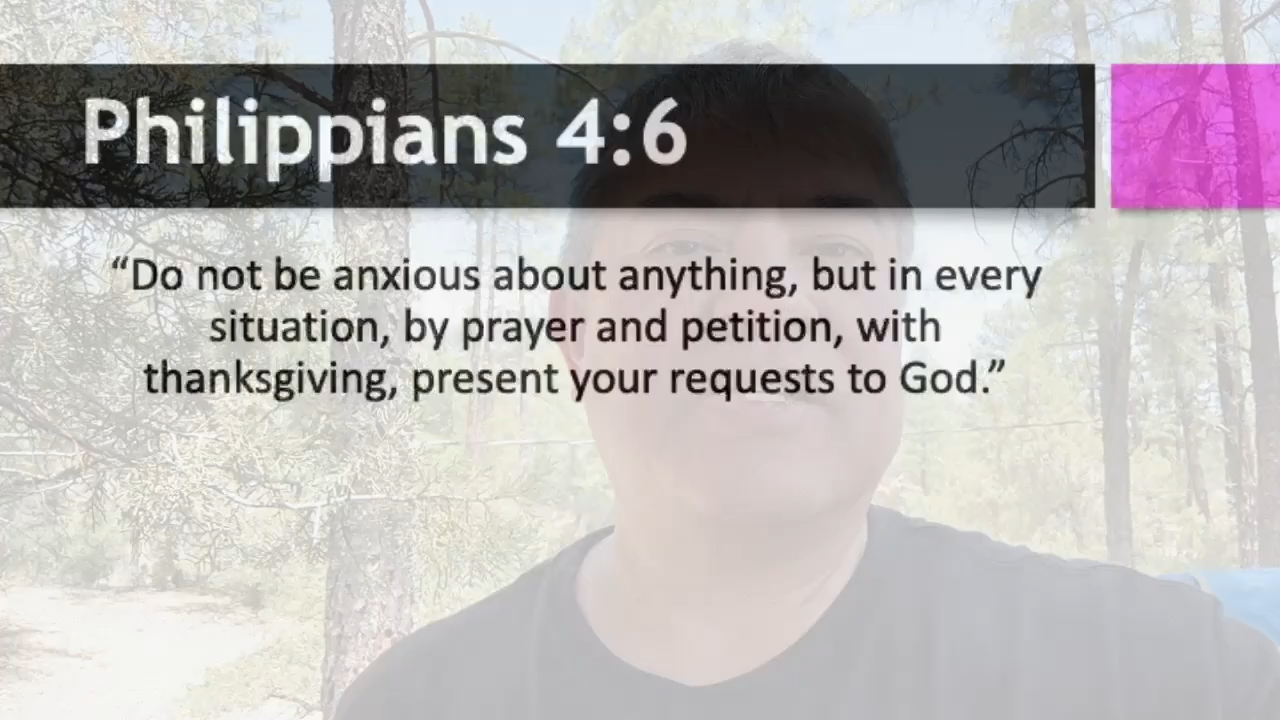 Philippians 4:6
“Do not be anxious about anything, but in every
situation, by prayer and petition, with
thanksgiving, present your requests to God.”